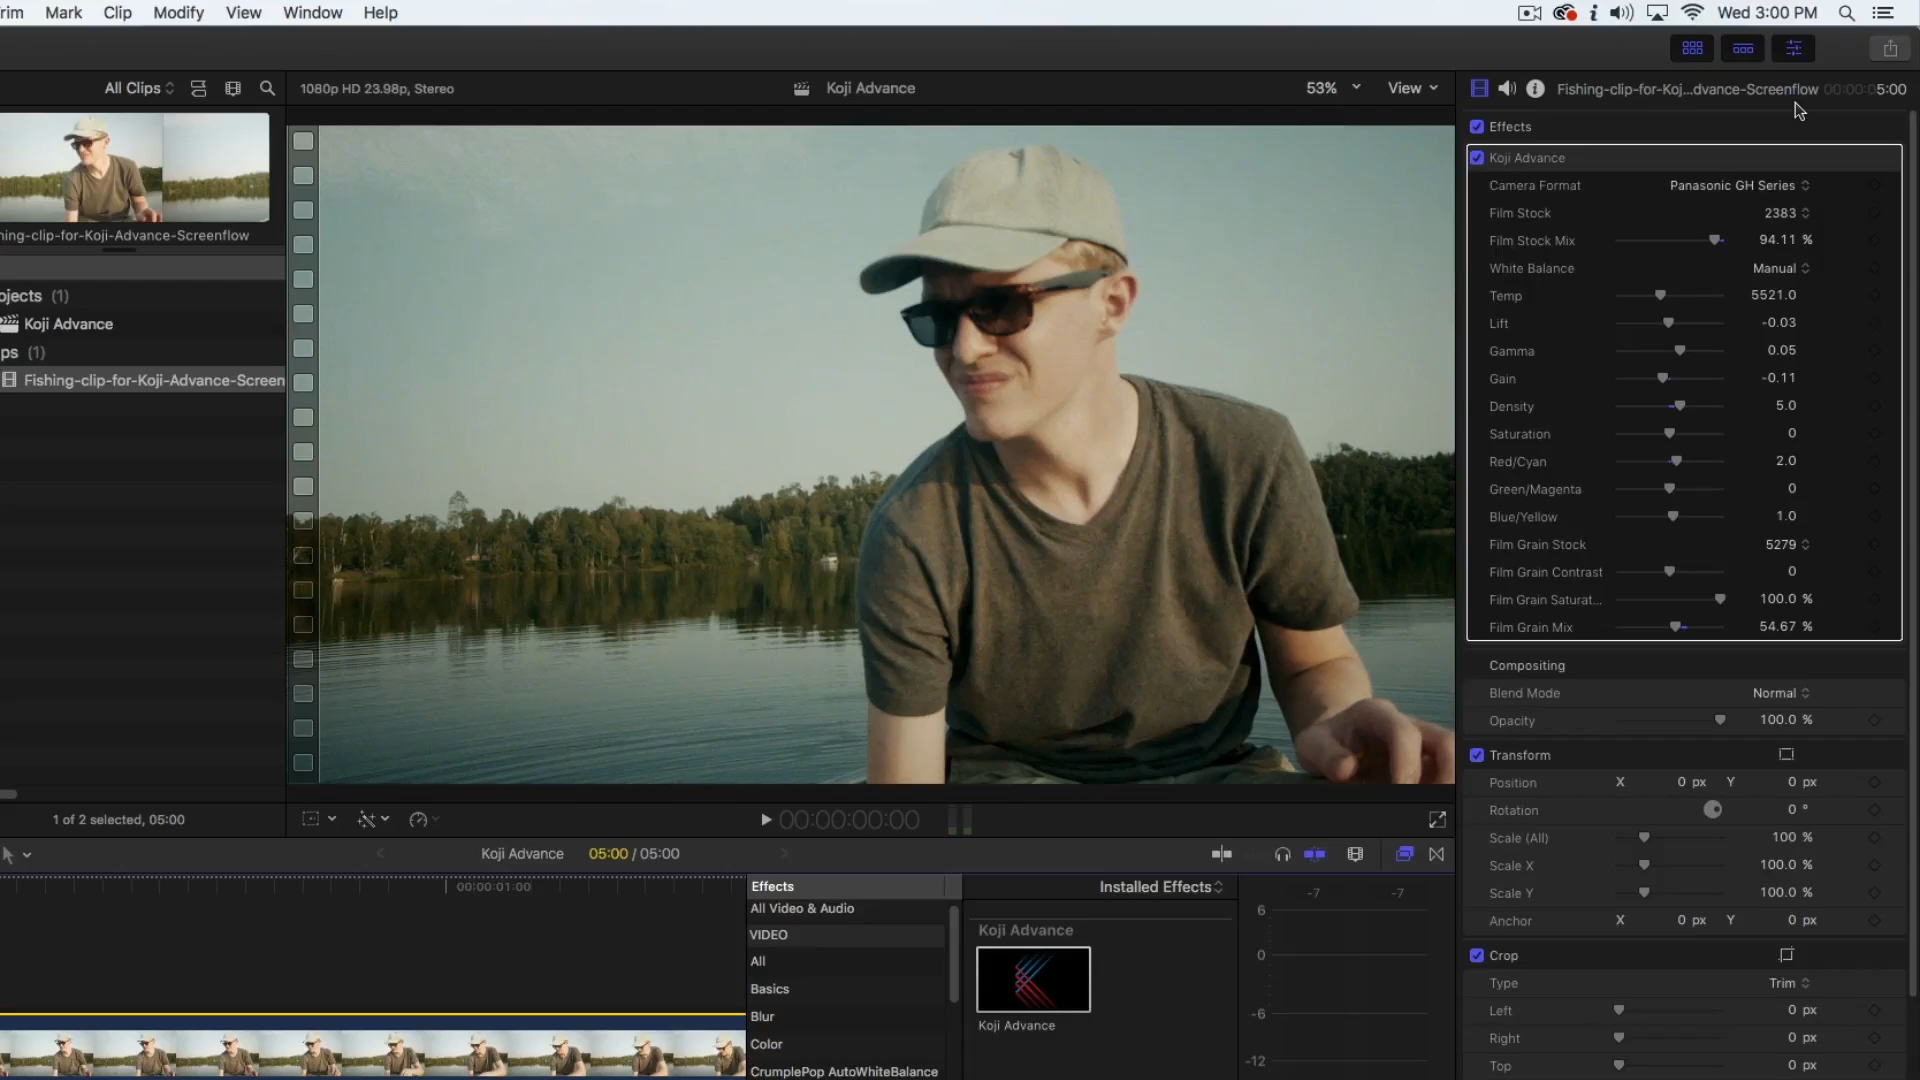 rim Mark Clip Modify View Window Help Wed 3:00 PM
All Clips
1080p HD 23.98p, Stereo
Koji Advance
53%
View
Fishing-clip-for-Koj...dvance-Screenflow 00:00:05:00
ning-clip-for-Koji-Advance-Screenflow
ojects (1)
Koji Advance
ps (1)
Fishing-clip-for-Koji-Advance-Screen
1 of 2 selected, 05:00
00:00:00:00
Effects
Koji Advance
Camera Format Panasonic GH Series
Film Stock 2383
Film Stock Mix 94.11 %
White Balance Manual
Temp 5521.0
Lift -0.03
Gamma 0.05
Gain -0.11
Density 5.0
Saturation 0
Red/Cyan 2.0
Green/Magenta 0
Blue/Yellow 1.0
Film Grain Stock 5279
Film Grain Contrast 0
Film Grain Saturat... 100.0 %
Film Grain Mix 54.67 %
Compositing
Blend Mode Normal
Opacity 100.0 %
Transform
Position X 0 px Y 0 px
Rotation 0 °
Scale (All) 100 %
Scale X 100.0 %
Scale Y 100.0 %
Anchor X 0 px Y 0 px
Crop
Type Trim
Left 0 px
Right 0 px
Top 0 px
Koji Advance 05:00 / 05:00
00:00:01:00
Effects
All Video & Audio
VIDEO
All
Basics
Blur
Color
CrumplePop AutoWhiteBalance
Installed Effects
Koji Advance
Koji Advance
-7 -7
6
0
-6
-12